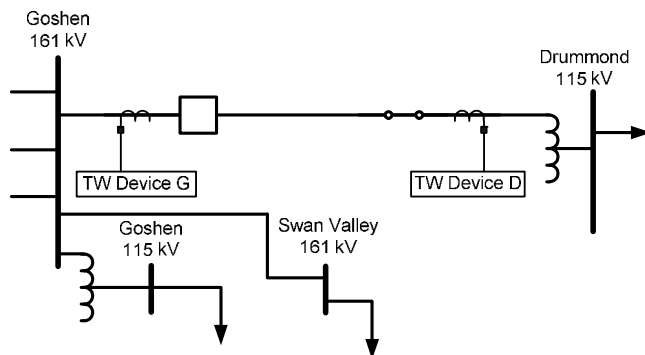 Goshen
161 kV
Drummond
115 kV
TW Device G
TW Device D
Goshen
115 kV
Swan Valley
161 kV